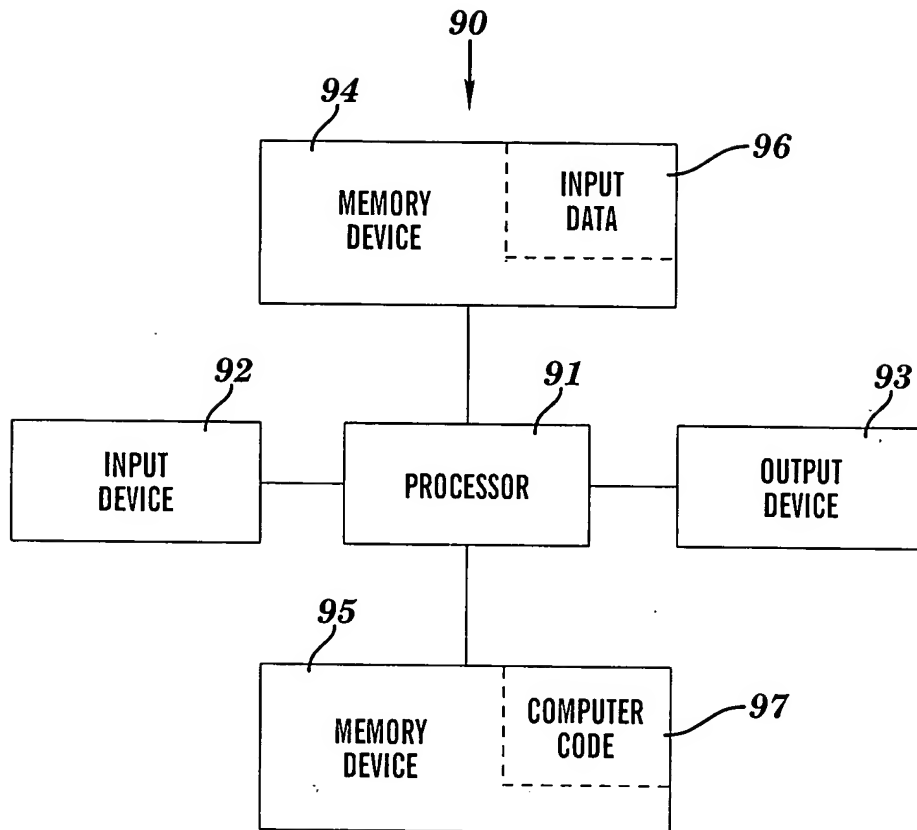 90
94
96
MEMORY
DEVICE
INPUT
DATA
92
91
93
INPUT
DEVICE
PROCESSOR
OUTPUT
DEVICE
95
97
MEMORY
DEVICE
COMPUTER
CODE